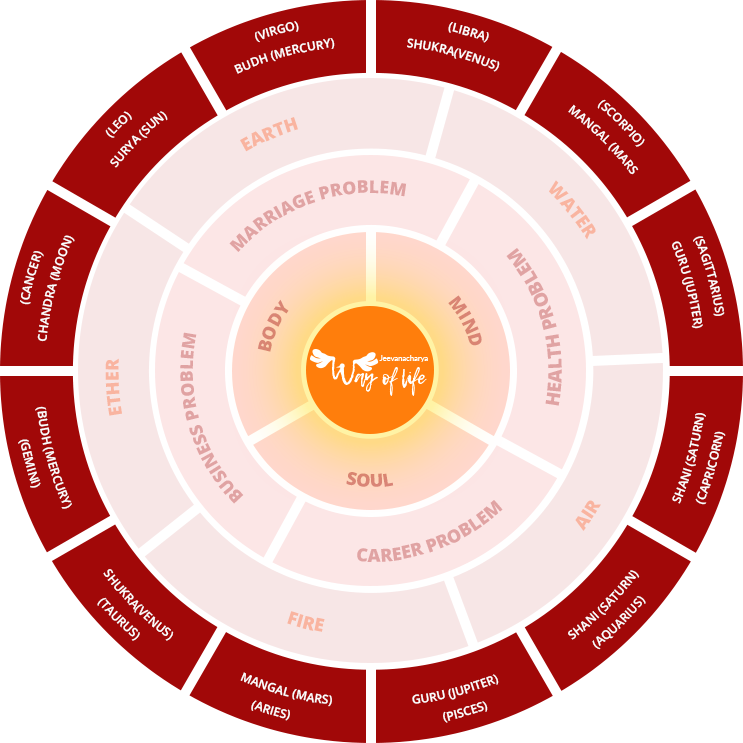 (VIRGO)
BUDH (MERCURY)
(LIBRA)
SHUKRA(VENUS)
(SCORPIO)
MANGAL (MARS
(SAGITTARIUS)
GURU (JUPITER)
SHANI (SATURN)
(CAPRICORN)
SHANI (SATURN)
(AQUARIUS)
GURU (JUPITER)
(PISCES)
MANGAL (MARS)
(ARIES)
SHUKRA(VENUS)
(TAURUS)
(BUDH (MERCURY)
(GEMINI)
(CANCER)
CHANDRA (MOON)
(LEO)
SURYA (SUN)
EARTH
WATER
AIR
FIRE
ETHER
MARRIAGE PROBLEM
HEALTH PROBLEM
CAREER PROBLEM
BUSINESS PROBLEM
BODY
MIND
SOUL
Jeevanacharya
Way of life